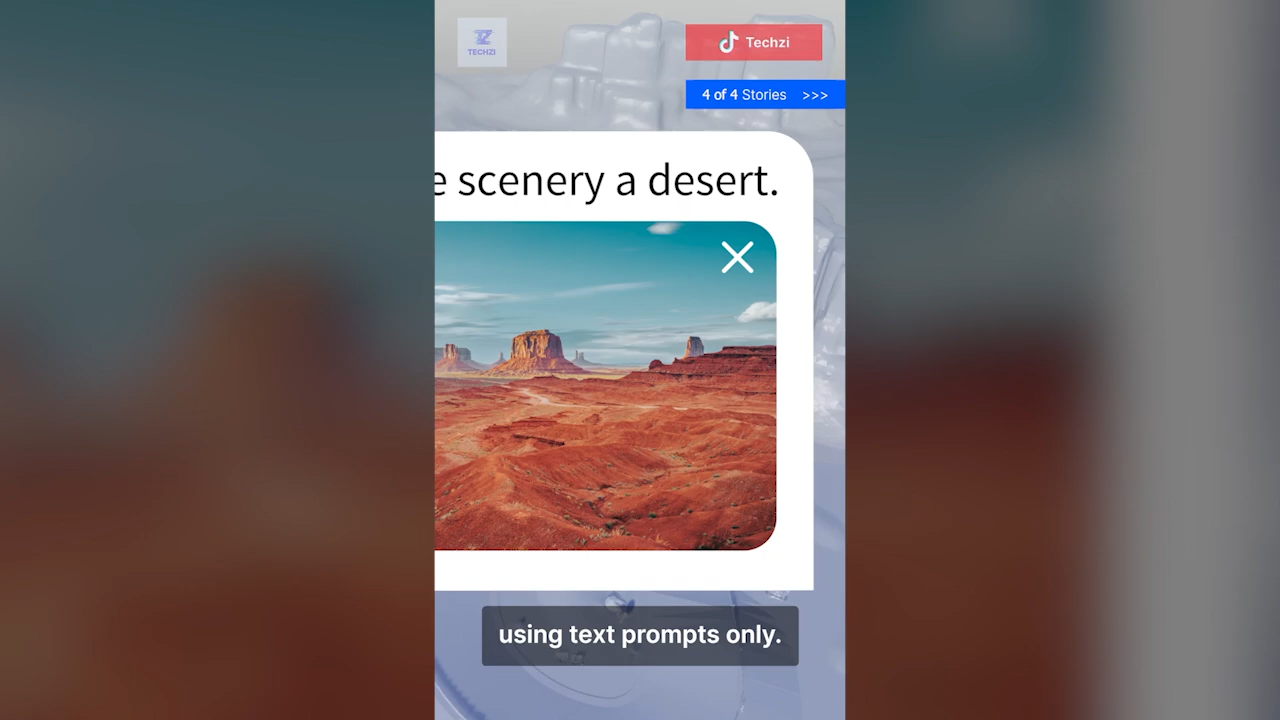 TECHZI
Techzi
4 of 4 Stories >>>
e scenery a desert.
using text prompts only.